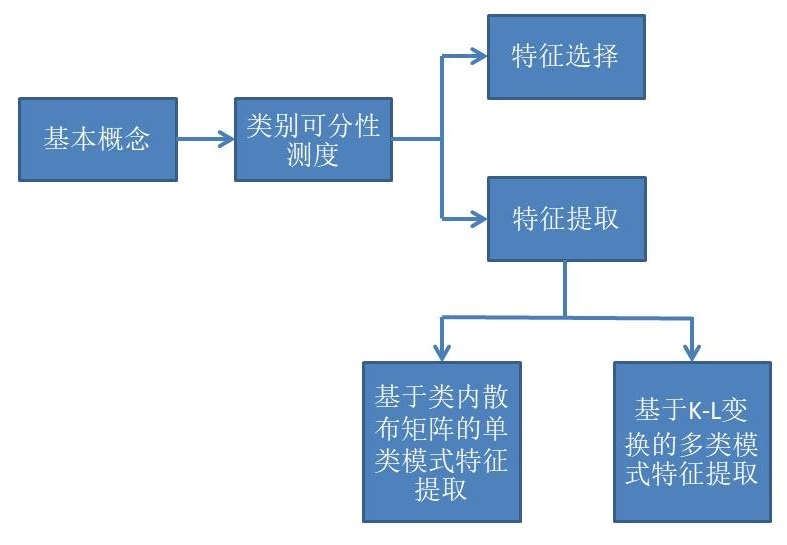 特征选择
基本概念
类别可分性
测度
特征提取
基于类内散
布矩阵的单
类模式特征
提取
基于K-L变
换的多类模
式特征提取